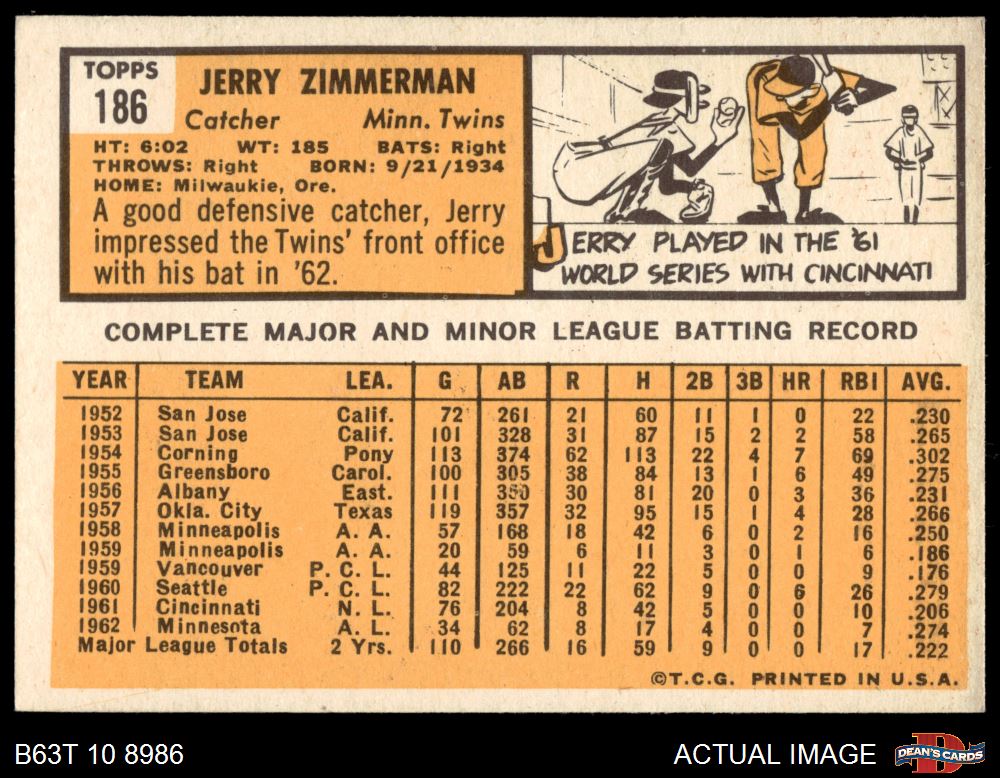 TOPPS
186
JERRY ZIMMERMAN
Catcher Minn. Twins
HT: 6:02 WT: 185 BATS: Right
THROWS: Right BORN: 9/21/1934
HOME: Milwaukie, Ore.
A good defensive catcher, Jerry
impressed the Twins' front office
with his bat in '62.
JERRY PLAYED IN THE '61
WORLD SERIES WITH CINCINNATI
COMPLETE MAJOR AND MINOR LEAGUE BATTING RECORD
YEAR TEAM LEA. G AB R H 2B 3B HR RBI AVG.
1952 San Jose Calif. 72 261 21 60 11 1 0 22 .230
1953 San Jose Calif. 101 328 31 87 15 2 2 58 .265
1954 Corning Pony 113 374 62 113 22 4 7 69 .302
1955 Greensboro Carol. 100 305 38 84 13 1 6 49 .275
1956 Albany East. 111 350 30 81 20 0 3 36 .231
1957 Okla. City Texas 119 357 32 95 15 1 4 28 .266
1958 Minneapolis A. A. 57 168 18 42 6 0 2 16 .250
1959 Minneapolis A. A. 20 59 6 11 3 0 1 6 .186
1959 Vancouver P. C. L. 44 125 11 22 5 0 0 9 .176
1960 Seattle P. C. L. 82 222 22 62 9 0 6 26 .279
1961 Cincinnati N. L. 76 204 8 42 5 0 0 10 .206
1962 Minnesota A. L. 34 62 8 17 4 0 0 7 .274
Major League Totals 2 Yrs. 110 266 16 59 9 0 0 17 .222
©T.C.G. PRINTED IN U.S.A.
B63T 10 8986 ACTUAL IMAGE DEAN'S CARDS